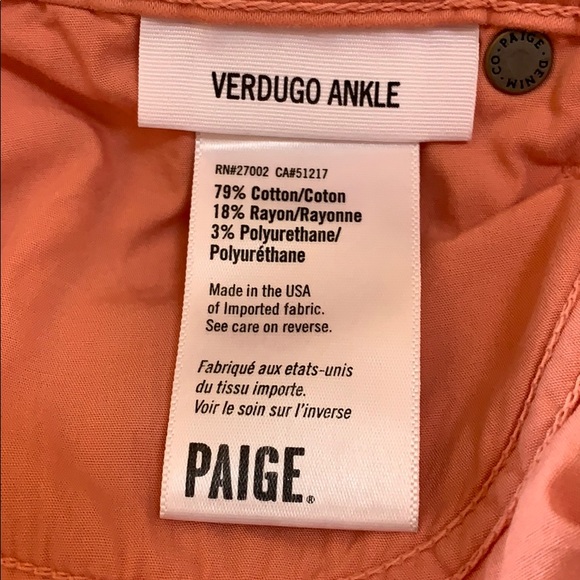 VERDUGO ANKLE
PAIGE DENIM CO.
RN#27002 CA#51217
79% Cotton/Coton
18% Rayon/Rayonne
3% Polyurethane/
Polyuréthane
Made in the USA
of Imported fabric.
See care on reverse.
Fabriqué aux etats-unis
du tissu importe.
Voir le soin sur l'inverse
PAIGE®